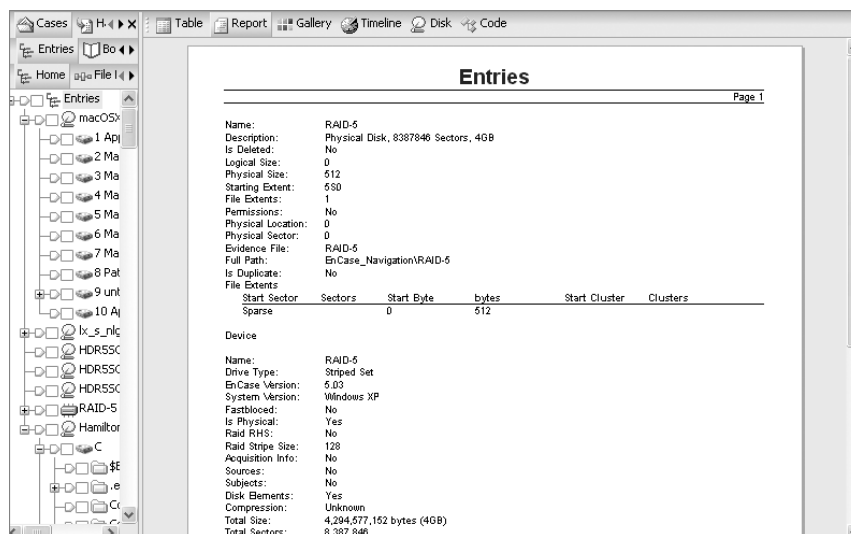 Cases H
Table Report Gallery Timeline Disk Code
Entries Bo
Home File I
Entries
macOSX
1 Ap
2 Ma
3 Ma
4 Ma
5 Ma
6 Ma
7 Ma
8 Pat
9 unt
10 A
lx_s_nlg
HDR5SC
HDR5SC
HDR5SC
RAID-5
Hamilton
C
$E
.e
Co
Entries
Page 1
Name: RAID-5
Description: Physical Disk, 8387846 Sectors, 4GB
Is Deleted: No
Logical Size: 0
Physical Size: 512
Starting Extent: 5S0
File Extents: 1
Permissions: No
Physical Location: 0
Physical Sector: 0
Evidence File: RAID-5
Full Path: EnCase_Navigation\RAID-5
Is Duplicate: No
File Extents
Start Sector Sectors Start Byte bytes Start Cluster Clusters
Sparse 0 512
Device
Name: RAID-5
Drive Type: Striped Set
EnCase Version: 5.03
System Version: Windows XP
Fastbloced: No
Is Physical: Yes
Raid RHS: No
Raid Stripe Size: 128
Acquisition Info: No
Sources: No
Subjects: No
Disk Elements: Yes
Compression: Unknown
Total Size: 4,294,577,152 bytes (4GB)
Total Sectors: 8,387,846